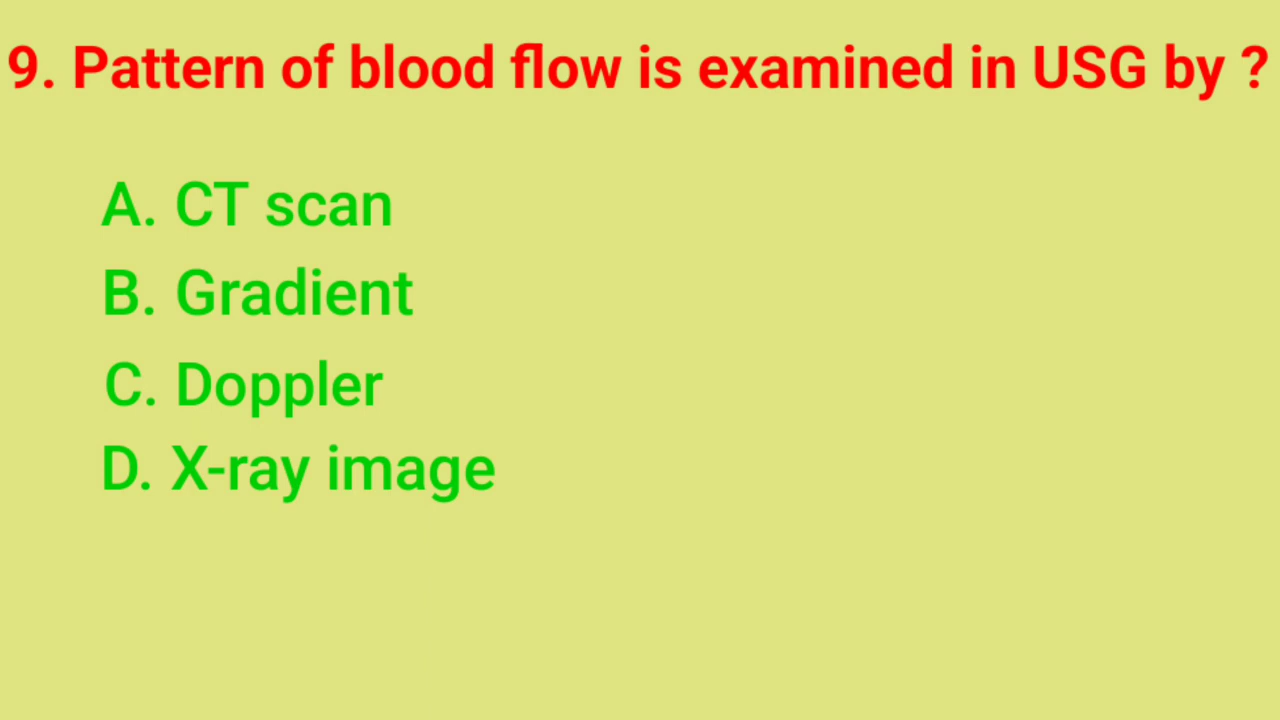 9. Pattern of blood flow is examined in USG by ?
A. CT scan
B. Gradient
C. Doppler
D. X-ray image